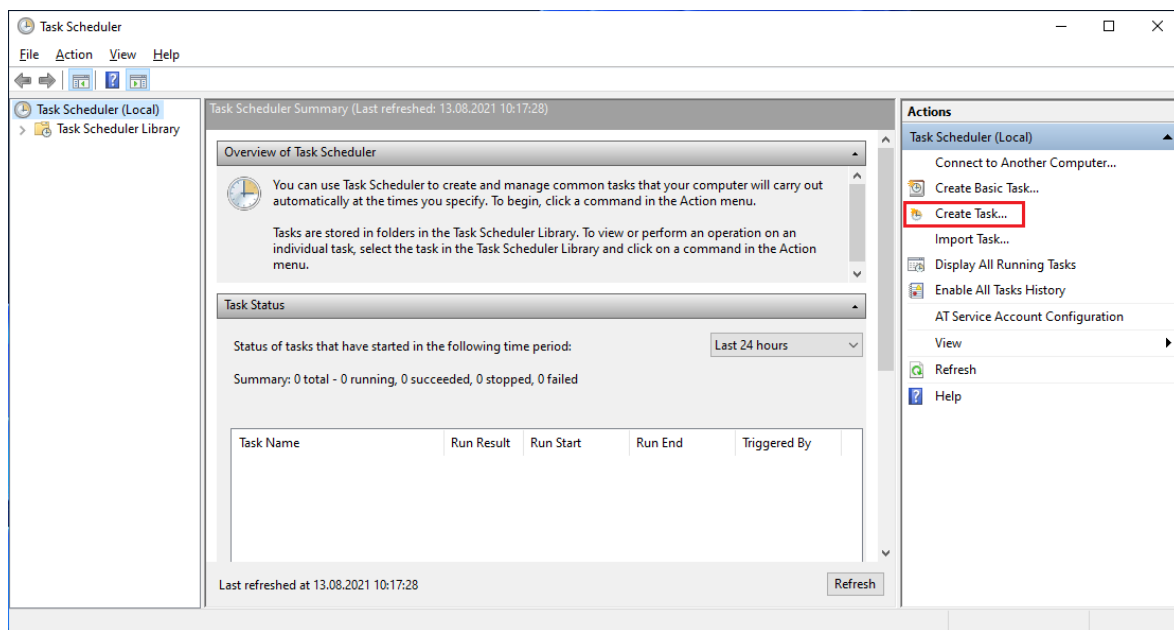 Task Scheduler
File Action View Help
Task Scheduler (Local)
Task Scheduler Library
Task Scheduler Summary (Last refreshed: 13.08.2021 10:17:28)
Overview of Task Scheduler
You can use Task Scheduler to create and manage common tasks that your computer will carry out
automatically at the times you specify. To begin, click a command in the Action menu.
Tasks are stored in folders in the Task Scheduler Library. To view or perform an operation on an
individual task, select the task in the Task Scheduler Library and click on a command in the Action
menu.
Task Status
Status of tasks that have started in the following time period:
Last 24 hours
Summary: 0 total - 0 running, 0 succeeded, 0 stopped, 0 failed
Task Name Run Result Run Start Run End Triggered By
Last refreshed at 13.08.2021 10:17:28
Refresh
Actions
Task Scheduler (Local)
Connect to Another Computer...
Create Basic Task...
Create Task...
Import Task...
Display All Running Tasks
Enable All Tasks History
AT Service Account Configuration
View
Refresh
Help